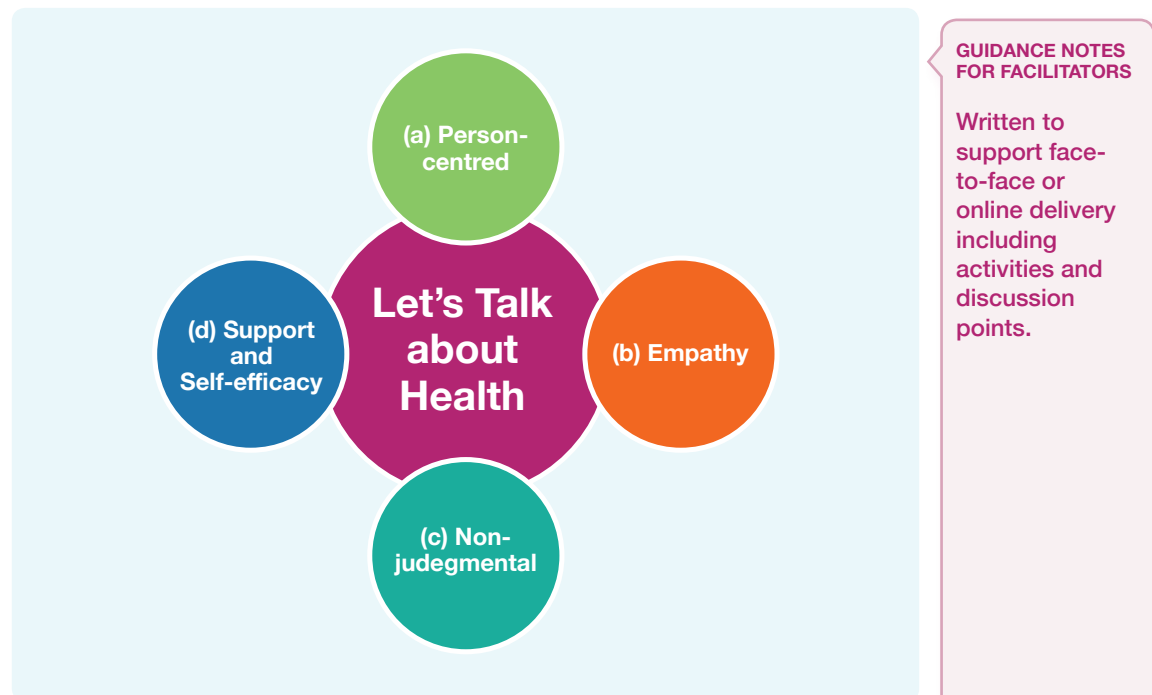 (a) Person-
centred
Let's Talk
about
Health
(b) Empathy
(c) Non-
judegmental
(d) Support
and
Self-efficacy
GUIDANCE NOTES
FOR FACILITATORS
Written to
support face-
to-face or
online delivery
including
activities and
discussion
points.